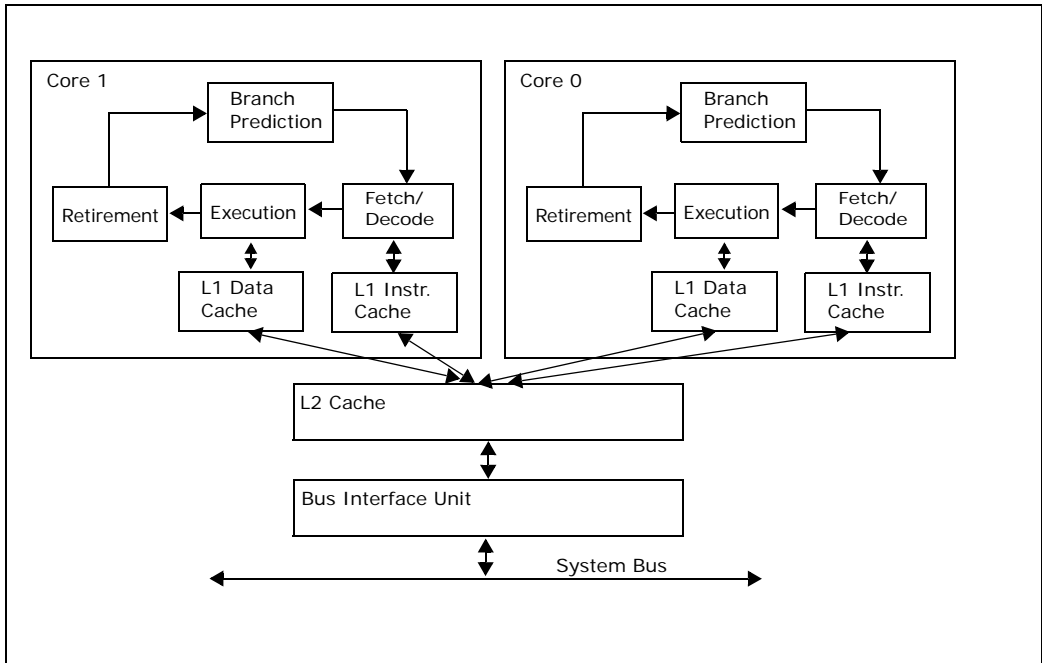 Core 1
Branch
Prediction
Retirement
Execution
Fetch/
Decode
L1 Data
Cache
L1 Instr.
Cache
Core 0
Branch
Prediction
Retirement
Execution
Fetch/
Decode
L1 Data
Cache
L1 Instr.
Cache
L2 Cache
Bus Interface Unit
System Bus